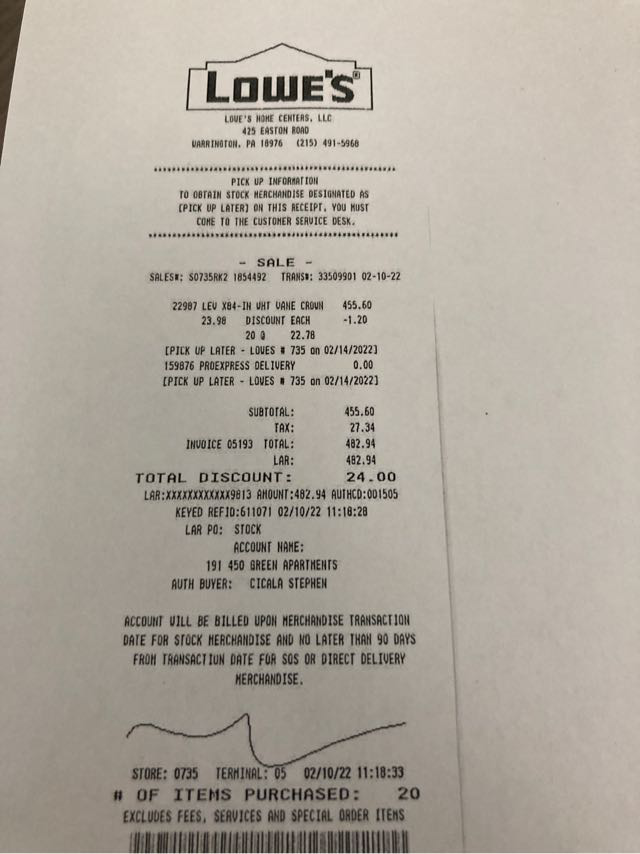 LOWE'S®
LOWE'S HOME CENTERS, LLC
425 EASTON ROAD
WARRINGTON, PA 18976 (215) 491-5968
PICK UP INFORMATION
TO OBTAIN STOCK MERCHANDISE DESIGNATED AS
[PICK UP LATER] ON THIS RECEIPT, YOU MUST
COME TO THE CUSTOMER SERVICE DESK.
- SALE -
SALES#: S0735RK2 1854492 TRANS#: 33509901 02-10-22
22987 LEV X84-IN WHT VANE CROWN 455.60
23.98 DISCOUNT EACH -1.20
20 @ 22.78
[PICK UP LATER - LOWES # 735 on 02/14/2022]
159876 PROEXPRESS DELIVERY 0.00
[PICK UP LATER - LOWES # 735 on 02/14/2022]
SUBTOTAL: 455.60
TAX: 27.34
INVOICE 05193 TOTAL: 482.94
LAR: 482.94
TOTAL DISCOUNT: 24.00
LAR:XXXXXXXXXXXX9813 AMOUNT:482.94 AUTHCD:001505
KEYED REFID:611071 02/10/22 11:18:28
LAR PO: STOCK
ACCOUNT NAME:
191 450 GREEN APARTMENTS
AUTH BUYER: CICALA STEPHEN
ACCOUNT WILL BE BILLED UPON MERCHANDISE TRANSACTION
DATE FOR STOCK MERCHANDISE AND NO LATER THAN 90 DAYS
FROM TRANSACTION DATE FOR SOS OR DIRECT DELIVERY
MERCHANDISE.
STORE: 0735 TERMINAL: 05 02/10/22 11:18:33
# OF ITEMS PURCHASED: 20
EXCLUDES FEES, SERVICES AND SPECIAL ORDER ITEMS